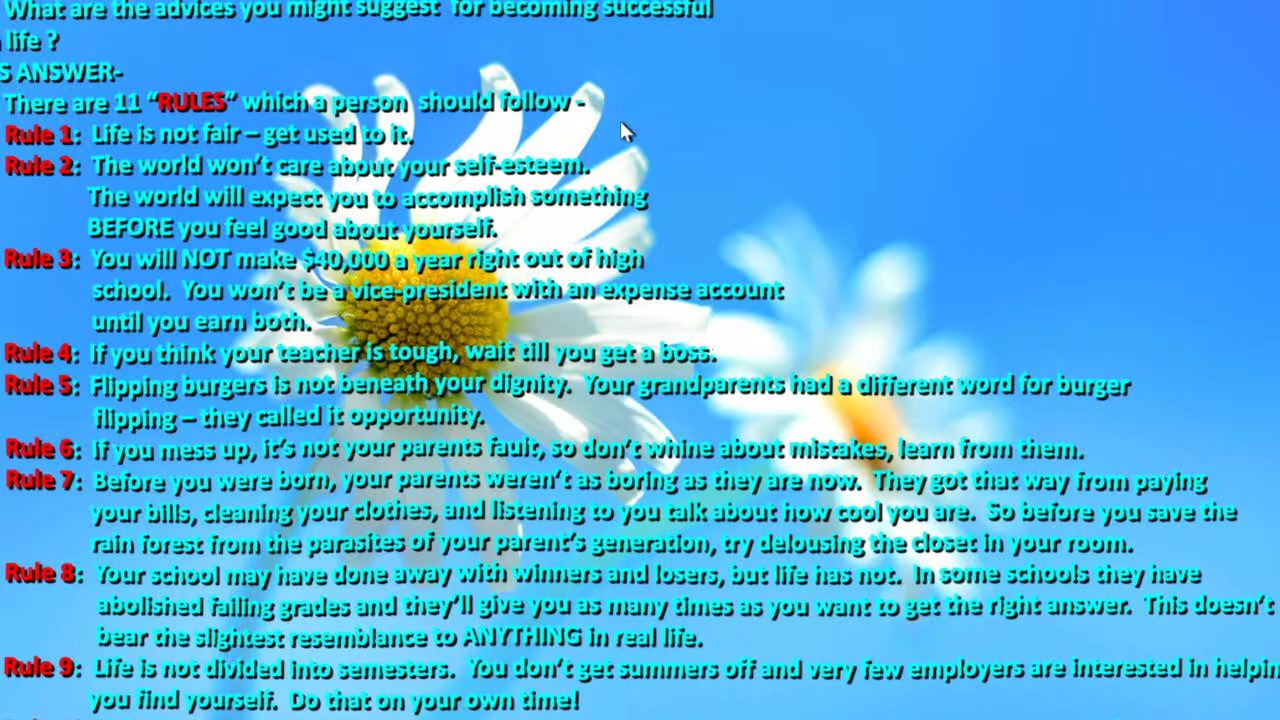 What are the advices you might suggest for becoming successful
life ?
S ANSWER-
There are 11 “RULES” which a person should follow -
Rule 1: Life is not fair – get used to it.
Rule 2: The world won’t care about your self-esteem.
The world will expect you to accomplish something
BEFORE you feel good about yourself.
Rule 3: You will NOT make $40,000 a year right out of high
school. You won’t be a vice-president with an expense account
until you earn both.
Rule 4: If you think your teacher is tough, wait till you get a boss.
Rule 5: Flipping burgers is not beneath your dignity. Your grandparents had a different word for burger
flipping – they called it opportunity.
Rule 6: If you mess up, it’s not your parents fault, so don’t whine about mistakes, learn from them.
Rule 7: Before you were born, your parents weren’t as boring as they are now. They got that way from paying
your bills, cleaning your clothes, and listening to you talk about how cool you are. So before you save the
rain forest from the parasites of your parent’s generation, try delousing the closet in your room.
Rule 8: Your school may have done away with winners and losers, but life has not. In some schools they have
abolished failing grades and they’ll give you as many times as you want to get the right answer. This doesn’t
bear the slightest resemblance to ANYTHING in real life.
Rule 9: Life is not divided into semesters. You don’t get summers off and very few employers are interested in helpin
you find yourself. Do that on your own time!